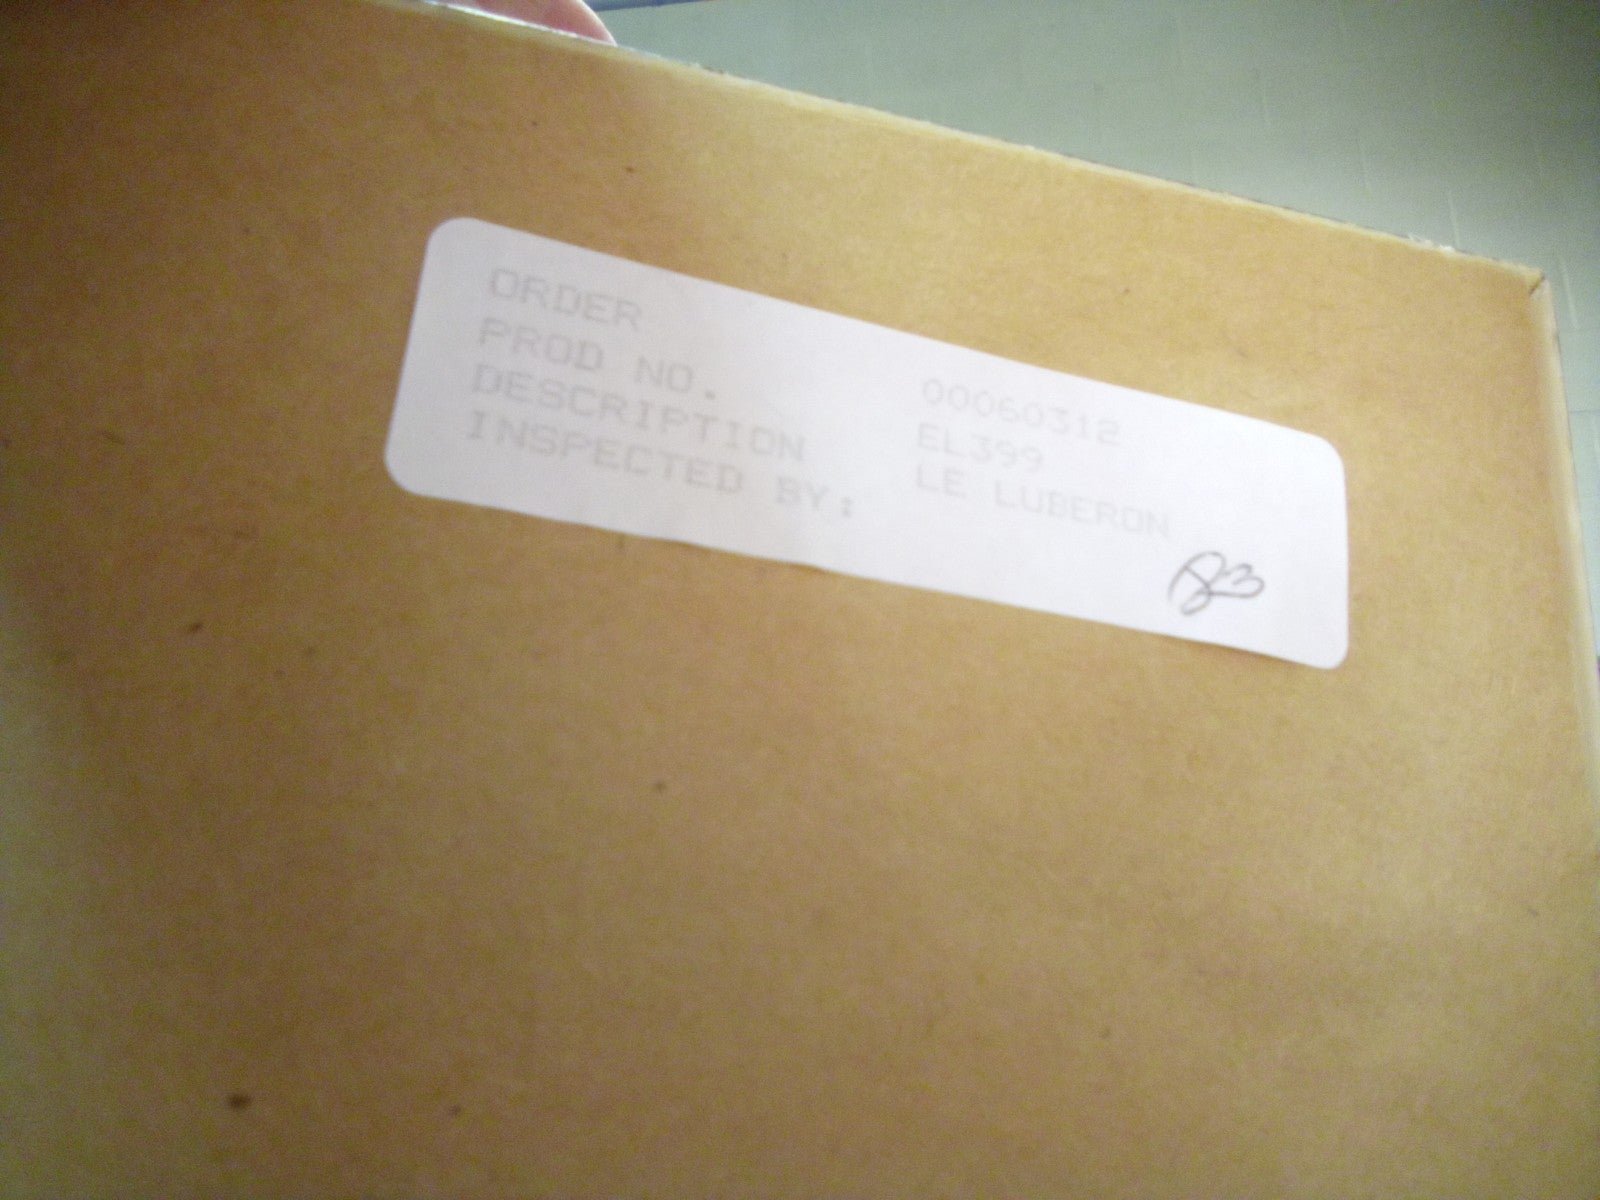 ORDER 00060312
PROD NO. EL399
DESCRIPTION LE LUBERON
INSPECTED BY: